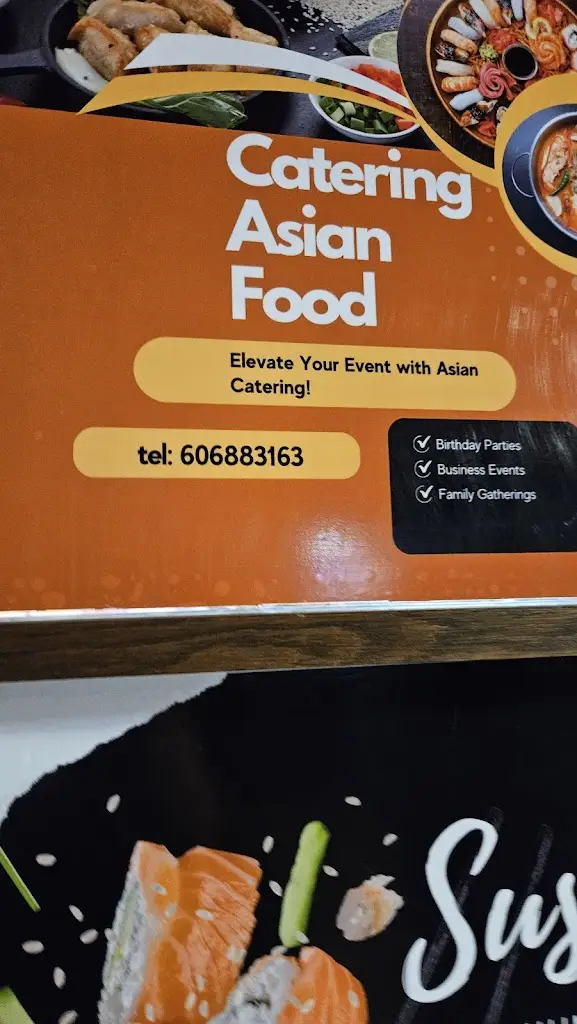 Catering
Asian
Food
Elevate Your Event with Asian
Catering!
tel: 606883163
Birthday Parties
Business Events
Family Gatherings